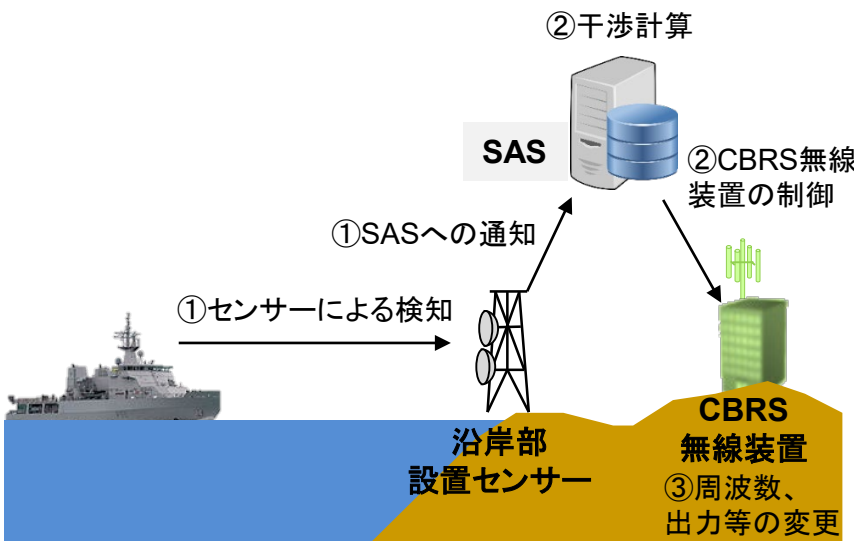 ②干渉計算
SAS
②CBRS無線
装置の制御
①SASへの通知
①センサーによる検知
沿岸部
設置センサー
CBRS
無線装置
③周波数、
出力等の変更